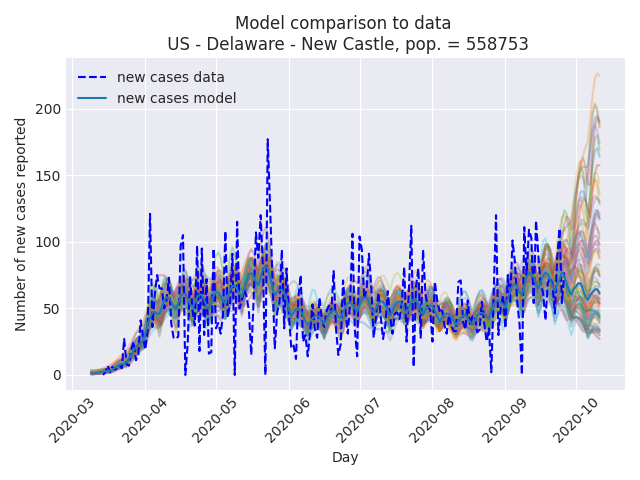 Model comparison to data
US - Delaware - New Castle, pop. = 558753
new cases data
new cases model
Number of new cases reported
200
150
100
50
0
2020-03
2020-04
2020-05
2020-06
2020-07
2020-08
2020-09
2020-10
Day